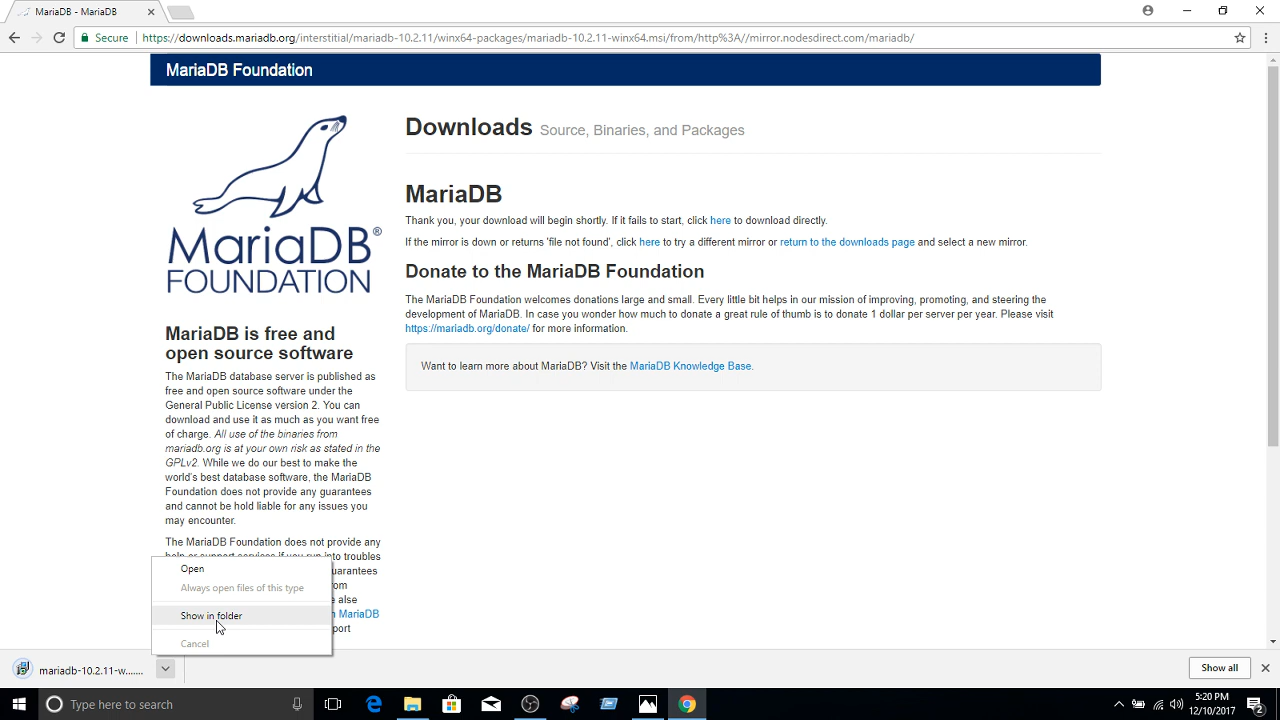 MariaDB - MariaDB
Secure
https://downloads.mariadb.org/interstitial/mariadb-10.2.11/winx64-packages/mariadb-10.2.11-winx64.msi/from/http%3A//mirror.nodesdirect.com/mariadb/
MariaDB Foundation
MariaDB®
FOUNDATION
MariaDB is free and
open source software
The MariaDB database server is published as
free and open source software under the
General Public License version 2. You can
download and use it as much as you want free
of charge. All use of the binaries from
mariadb.org is at your own risk as stated in the
GPLv2. While we do our best to make the
world's best database software, the MariaDB
Foundation does not provide any guarantees
and cannot be hold liable for any issues you
may encounter.
The MariaDB Foundation does not provide any
help or support services if you run into troubles
MariaDB
Downloads Source, Binaries, and Packages
MariaDB
Thank you, your download will begin shortly. If it fails to start, click here to download directly.
If the mirror is down or returns 'file not found', click here to try a different mirror or return to the downloads page and select a new mirror.
Donate to the MariaDB Foundation
The MariaDB Foundation welcomes donations large and small. Every little bit helps in our mission of improving, promoting, and steering the
development of MariaDB. In case you wonder how much to donate a great rule of thumb is to donate 1 dollar per server per year. Please visit
https://mariadb.org/donate/ for more information.
Want to learn more about MariaDB? Visit the MariaDB Knowledge Base.
Open
Always open files of this type
Show in folder
Cancel
mariadb-10.2.11-w......
Show all
Type here to search
5:20 PM
12/10/2017
2